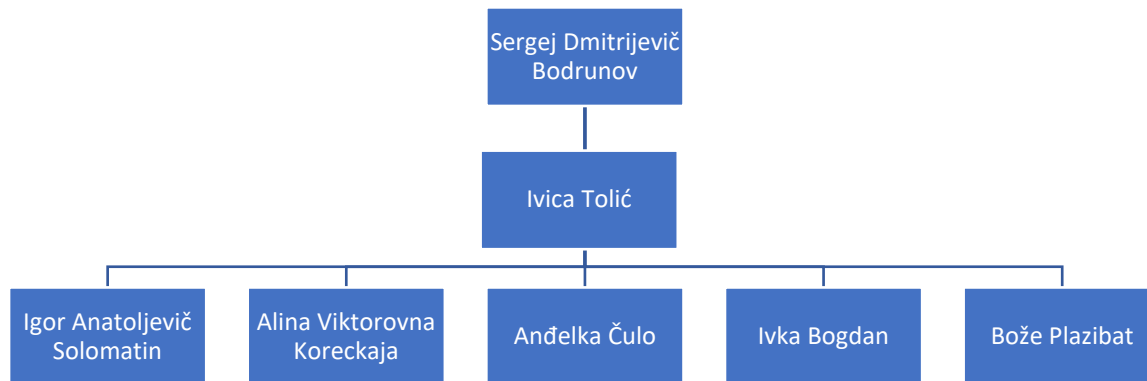 Sergej Dmitrijevič
Bodrunov
Ivica Tolić
Igor Anatoljevič
Solomatin
Alina Viktorovna
Koreckaja
Anđelka Čulo
Ivka Bogdan
Bože Plazibat